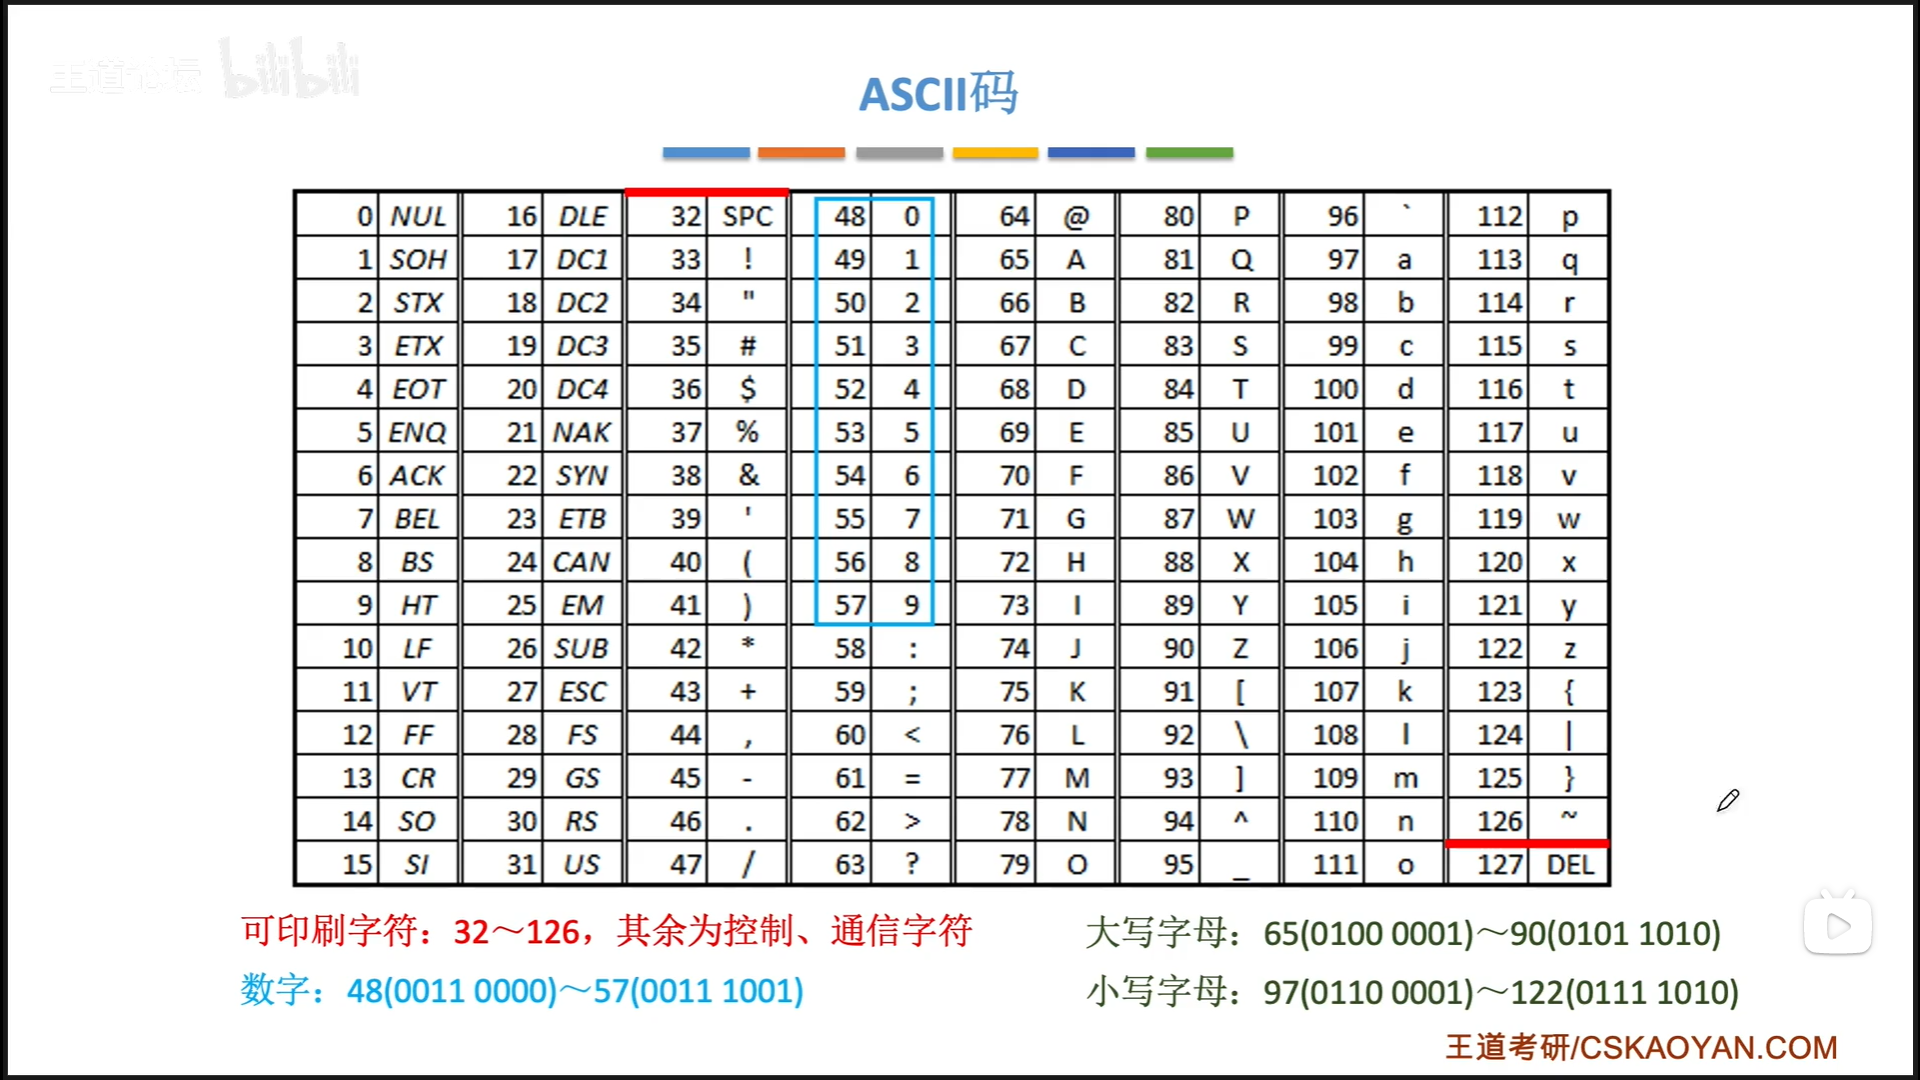 王道论坛 bilibili
ASCII码
0 NUL 16 DLE 32 SPC 48 0 64 @ 80 P 96 ` 112 p
1 SOH 17 DC1 33 ! 49 1 65 A 81 Q 97 a 113 q
2 STX 18 DC2 34 " 50 2 66 B 82 R 98 b 114 r
3 ETX 19 DC3 35 # 51 3 67 C 83 S 99 c 115 s
4 EOT 20 DC4 36 $ 52 4 68 D 84 T 100 d 116 t
5 ENQ 21 NAK 37 % 53 5 69 E 85 U 101 e 117 u
6 ACK 22 SYN 38 & 54 6 70 F 86 V 102 f 118 v
7 BEL 23 ETB 39 ' 55 7 71 G 87 W 103 g 119 w
8 BS 24 CAN 40 ( 56 8 72 H 88 X 104 h 120 x
9 HT 25 EM 41 ) 57 9 73 I 89 Y 105 i 121 y
10 LF 26 SUB 42 * 58 : 74 J 90 Z 106 j 122 z
11 VT 27 ESC 43 + 59 ; 75 K 91 [ 107 k 123 {
12 FF 28 FS 44 , 60 < 76 L 92 \ 108 l 124 |
13 CR 29 GS 45 - 61 = 77 M 93 ] 109 m 125 }
14 SO 30 RS 46 . 62 > 78 N 94 ^ 110 n 126 ~
15 SI 31 US 47 / 63 ? 79 O 95 _ 111 o 127 DEL
可印刷字符：32～126，其余为控制、通信字符
数字：48(0011 0000)～57(0011 1001)
大写字母：65(0100 0001)～90(0101 1010)
小写字母：97(0110 0001)～122(0111 1010)
王道考研/CSKAOYAN.COM